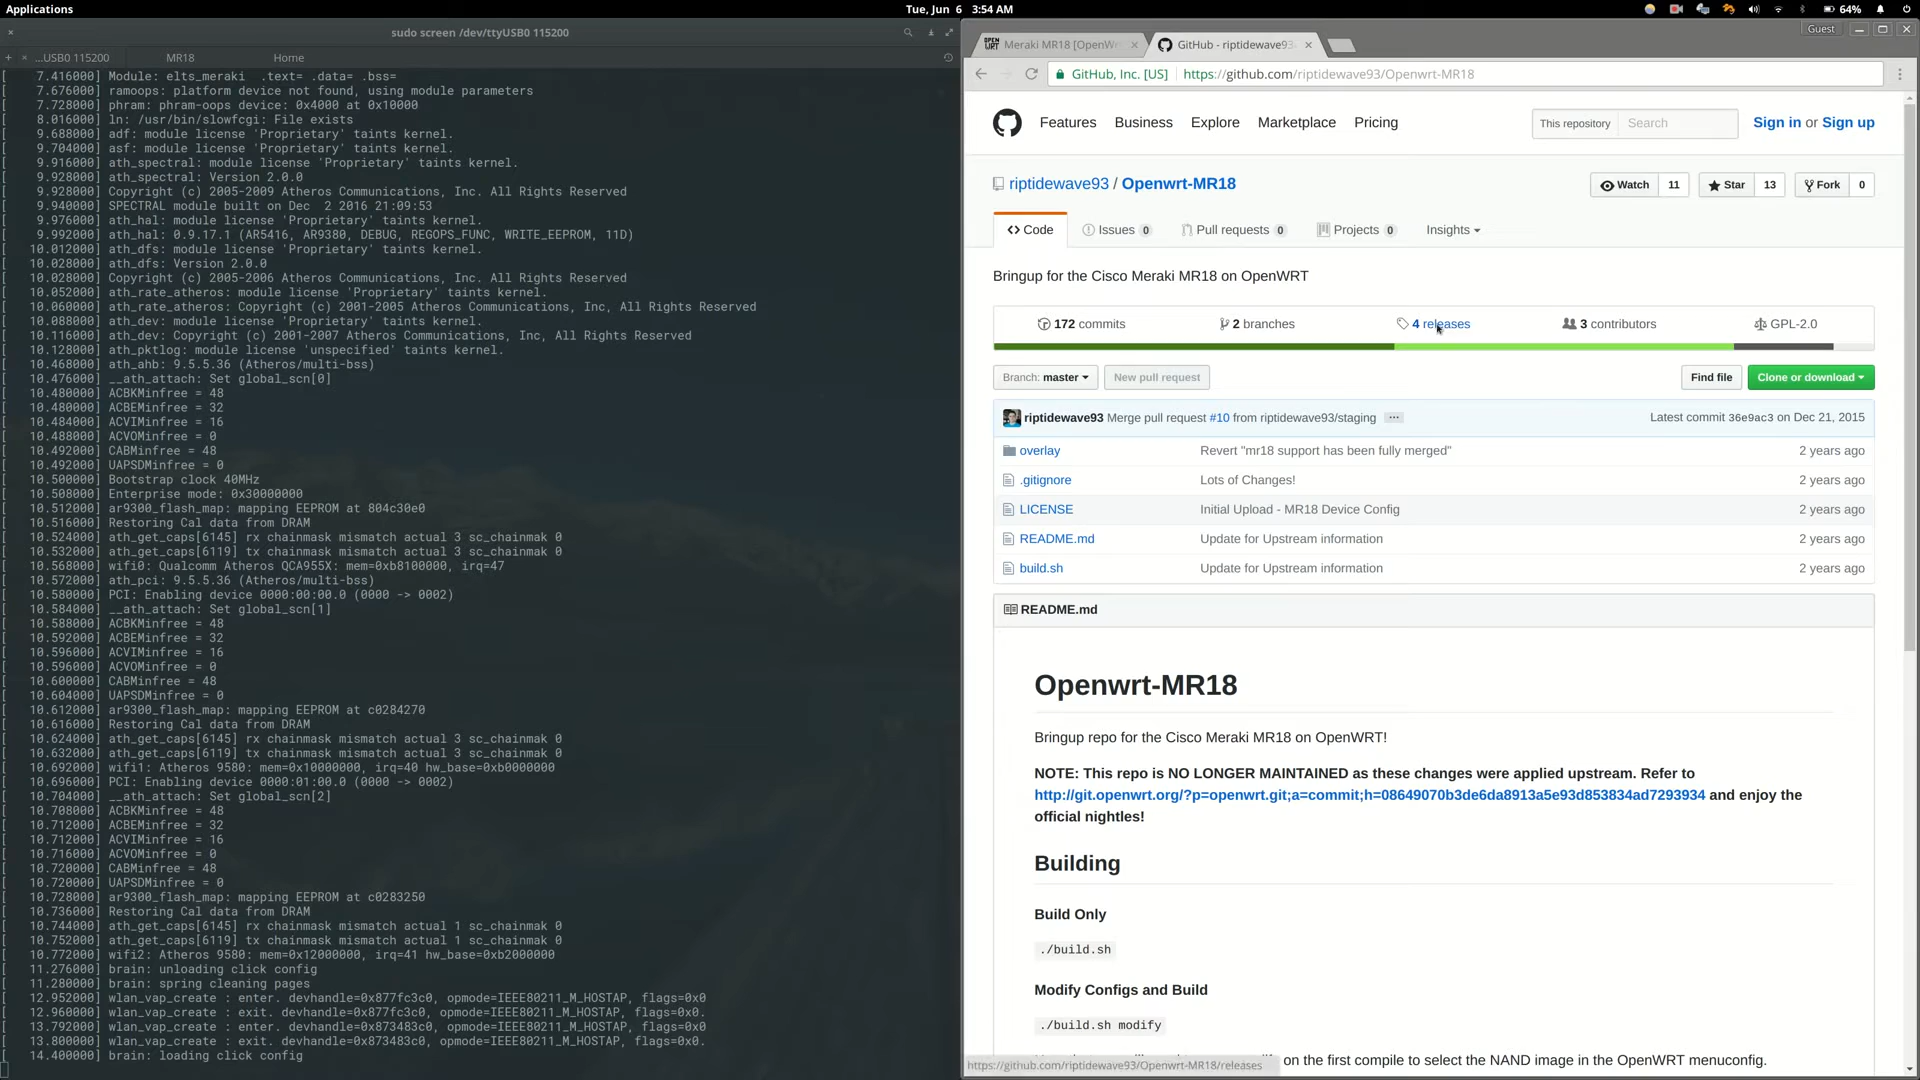 Applications
Tue, Jun 6 3:54 AM
64%
sudo screen /dev/ttyUSB0 115200
...USB0 115200
MR18
Home
[    7.416000] Module: elts_meraki  .text= .data= .bss=
[    7.676000] ramoops: platform device not found, using module parameters
[    7.728000] phram: phram-oops device: 0x4000 at 0x10000
[    8.016000] ln: /usr/bin/slowfcgi: File exists
[    9.688000] adf: module license 'Proprietary' taints kernel.
[    9.704000] asf: module license 'Proprietary' taints kernel.
[    9.916000] ath_spectral: module license 'Proprietary' taints kernel.
[    9.928000] ath_spectral: Version 2.0.0
[    9.928000] Copyright (c) 2005-2009 Atheros Communications, Inc. All Rights Reserved
[    9.940000] SPECTRAL module built on Dec  2 2016 21:09:53
[    9.976000] ath_hal: module license 'Proprietary' taints kernel.
[    9.992000] ath_hal: 0.9.17.1 (AR5416, AR9380, DEBUG, REGOPS_FUNC, WRITE_EEPROM, 11D)
[   10.012000] ath_dfs: module license 'Proprietary' taints kernel.
[   10.028000] ath_dfs: Version 2.0.0
[   10.028000] Copyright (c) 2005-2006 Atheros Communications, Inc. All Rights Reserved
[   10.052000] ath_rate_atheros: module license 'Proprietary' taints kernel.
[   10.060000] ath_rate_atheros: Copyright (c) 2001-2005 Atheros Communications, Inc, All Rights Reserved
[   10.088000] ath_dev: module license 'Proprietary' taints kernel.
[   10.116000] ath_dev: Copyright (c) 2001-2007 Atheros Communications, Inc, All Rights Reserved
[   10.128000] ath_pktlog: module license 'unspecified' taints kernel.
[   10.468000] ath_ahb: 9.5.5.36 (Atheros/multi-bss)
[   10.476000] __ath_attach: Set global_scn[0]
[   10.480000] ACBKMinfree = 48
[   10.480000] ACBEMinfree = 32
[   10.484000] ACVIMinfree = 16
[   10.488000] ACVOMinfree = 0
[   10.492000] CABMinfree = 48
[   10.492000] UAPSDMinfree = 0
[   10.500000] Bootstrap clock 40MHz
[   10.508000] Enterprise mode: 0x30000000
[   10.512000] ar9300_flash_map: mapping EEPROM at 804c30e0
[   10.516000] Restoring Cal data from DRAM
[   10.524000] ath_get_caps[6145] rx chainmask mismatch actual 3 sc_chainmak 0
[   10.532000] ath_get_caps[6119] tx chainmask mismatch actual 3 sc_chainmak 0
[   10.568000] wifi0: Qualcomm Atheros QCA955X: mem=0xb8100000, irq=47
[   10.572000] ath_pci: 9.5.5.36 (Atheros/multi-bss)
[   10.580000] PCI: Enabling device 0000:00:00.0 (0000 -> 0002)
[   10.584000] __ath_attach: Set global_scn[1]
[   10.588000] ACBKMinfree = 48
[   10.592000] ACBEMinfree = 32
[   10.596000] ACVIMinfree = 16
[   10.596000] ACVOMinfree = 0
[   10.600000] CABMinfree = 48
[   10.604000] UAPSDMinfree = 0
[   10.612000] ar9300_flash_map: mapping EEPROM at c0284270
[   10.616000] Restoring Cal data from DRAM
[   10.624000] ath_get_caps[6145] rx chainmask mismatch actual 3 sc_chainmak 0
[   10.632000] ath_get_caps[6119] tx chainmask mismatch actual 3 sc_chainmak 0
[   10.692000] wifi1: Atheros 9580: mem=0x10000000, irq=40 hw_base=0xb0000000
[   10.696000] PCI: Enabling device 0000:01:00.0 (0000 -> 0002)
[   10.704000] __ath_attach: Set global_scn[2]
[   10.708000] ACBKMinfree = 48
[   10.712000] ACBEMinfree = 32
[   10.712000] ACVIMinfree = 16
[   10.716000] ACVOMinfree = 0
[   10.720000] CABMinfree = 48
[   10.720000] UAPSDMinfree = 0
[   10.728000] ar9300_flash_map: mapping EEPROM at c0283250
[   10.736000] Restoring Cal data from DRAM
[   10.744000] ath_get_caps[6145] rx chainmask mismatch actual 1 sc_chainmak 0
[   10.752000] ath_get_caps[6119] tx chainmask mismatch actual 1 sc_chainmak 0
[   10.772000] wifi2: Atheros 9580: mem=0x12000000, irq=41 hw_base=0xb2000000
[   11.276000] brain: unloading click config
[   11.280000] brain: spring cleaning pages
[   12.952000] wlan_vap_create : enter. devhandle=0x877fc3c0, opmode=IEEE80211_M_HOSTAP, flags=0x0
[   12.960000] wlan_vap_create : exit. devhandle=0x877fc3c0, opmode=IEEE80211_M_HOSTAP, flags=0x0.
[   13.792000] wlan_vap_create : enter. devhandle=0x873483c0, opmode=IEEE80211_M_HOSTAP, flags=0x0
[   13.800000] wlan_vap_create : exit. devhandle=0x873483c0, opmode=IEEE80211_M_HOSTAP, flags=0x0.
[   14.400000] brain: loading click config
Guest
OPEN WRT Meraki MR18 [OpenWr
GitHub - riptidewave93
GitHub, Inc. [US] https://github.com/riptidewave93/Openwrt-MR18
Features Business Explore Marketplace Pricing
This repository Search
Sign in or Sign up
riptidewave93 / Openwrt-MR18
Watch 11 Star 13 Fork 0
Code Issues 0 Pull requests 0 Projects 0 Insights
Bringup for the Cisco Meraki MR18 on OpenWRT
172 commits 2 branches 4 releases 3 contributors GPL-2.0
Branch: master New pull request Find file Clone or download
riptidewave93 Merge pull request #10 from riptidewave93/staging ... Latest commit 36e9ac3 on Dec 21, 2015
overlay Revert "mr18 support has been fully merged" 2 years ago
.gitignore Lots of Changes! 2 years ago
LICENSE Initial Upload - MR18 Device Config 2 years ago
README.md Update for Upstream information 2 years ago
build.sh Update for Upstream information 2 years ago
README.md
Openwrt-MR18
Bringup repo for the Cisco Meraki MR18 on OpenWRT!
NOTE: This repo is NO LONGER MAINTAINED as these changes were applied upstream. Refer to
http://git.openwrt.org/?p=openwrt.git;a=commit;h=08649070b3de6da8913a5e93d853834ad7293934 and enjoy the
official nightles!
Building
Build Only
./build.sh
Modify Configs and Build
./build.sh modify
on the first compile to select the NAND image in the OpenWRT menuconfig.
https://github.com/riptidewave93/Openwrt-MR18/releases